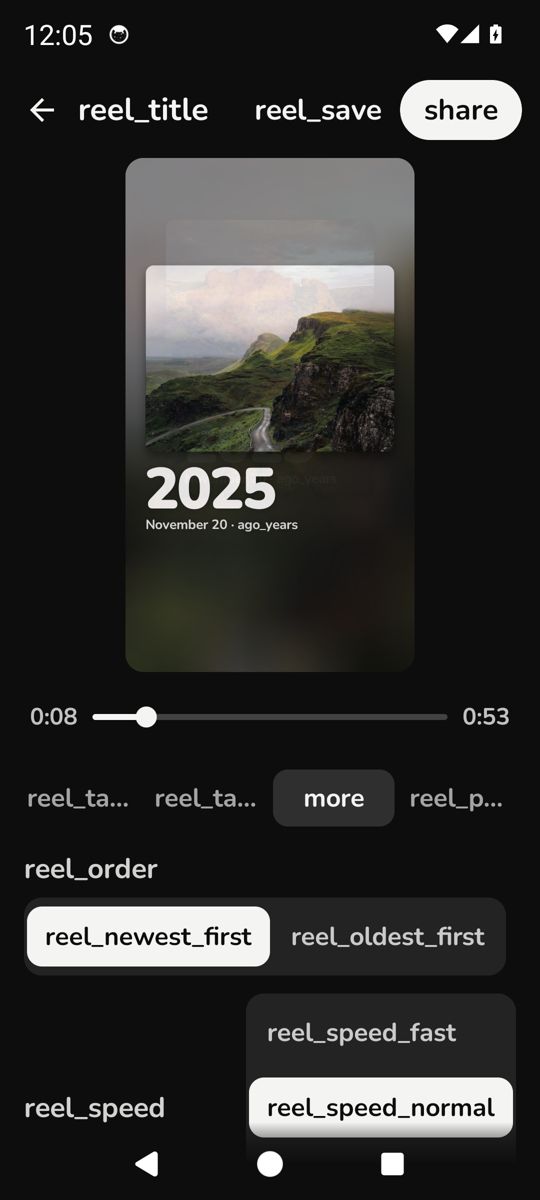 12:05
reel_title
reel_save
share
ago_years
2025
November 20 · ago_years
0:08
0:53
reel_ta...
reel_ta...
more
reel_p...
reel_order
reel_newest_first
reel_oldest_first
reel_speed_fast
reel_speed
reel_speed_normal